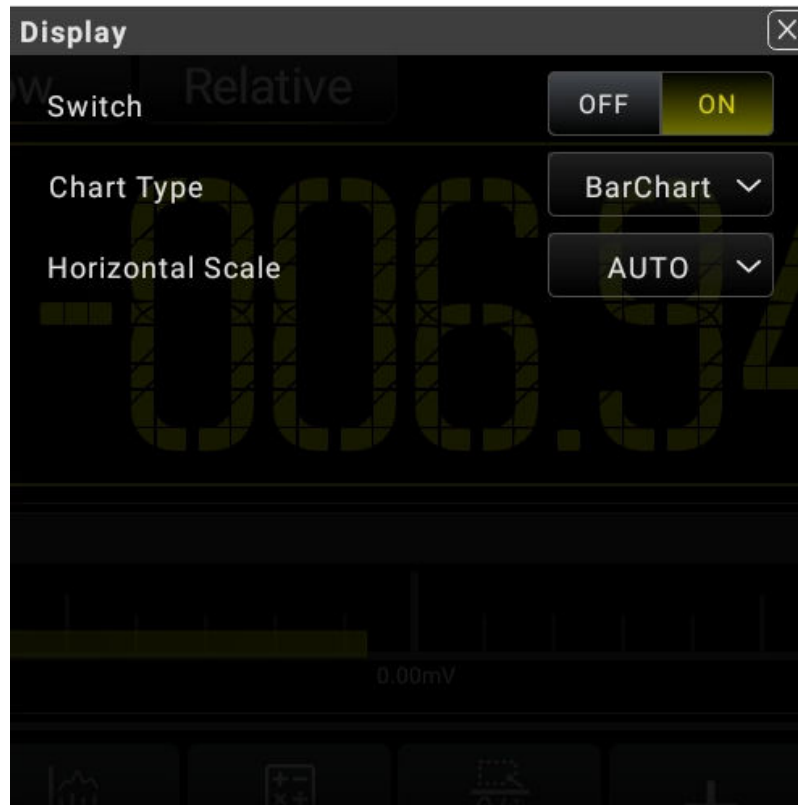 Display
w Relative
Switch OFF ON
Chart Type BarChart
Horizontal Scale AUTO
-006.94
0.00mV